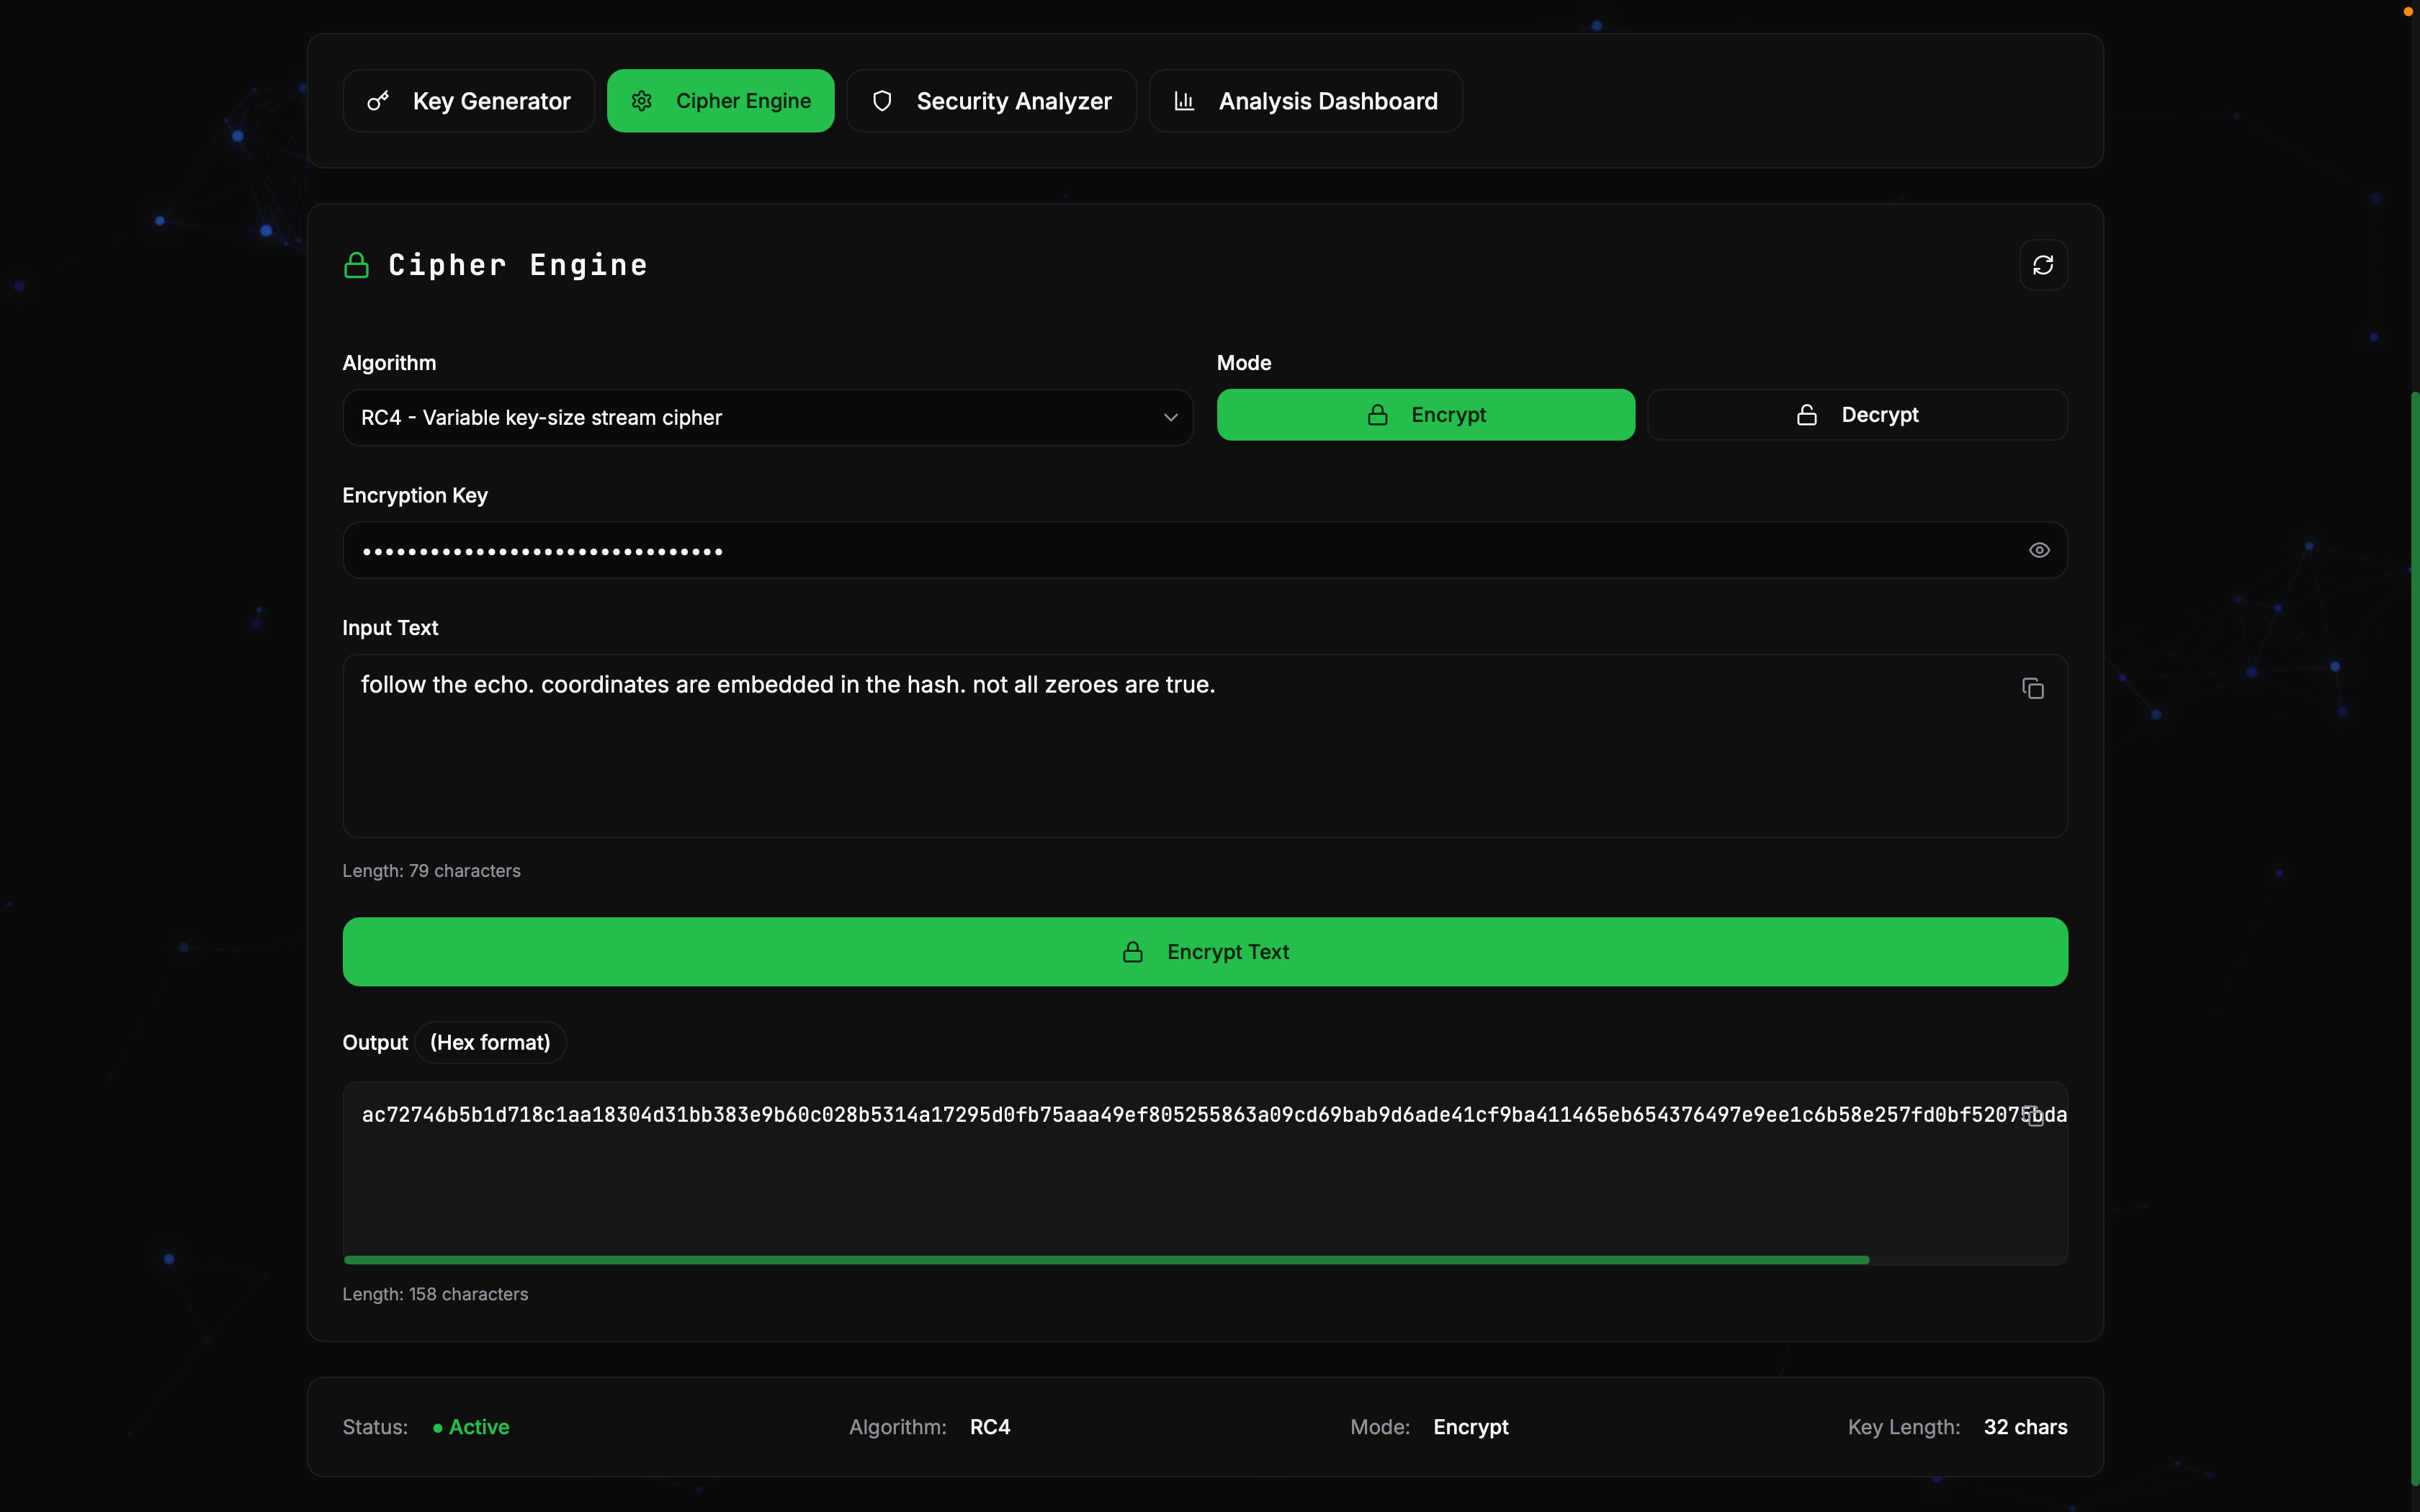 Key Generator
Cipher Engine
Security Analyzer
Analysis Dashboard
Cipher Engine
Algorithm
Mode
RC4 - Variable key-size stream cipher
Encrypt
Decrypt
Encryption Key
••••••••••••••••••••••••••••••••
Input Text
follow the echo. coordinates are embedded in the hash. not all zeroes are true.
Length: 79 characters
Encrypt Text
Output (Hex format)
ac72746b5b1d718c1aa18304d31bb383e9b60c028b5314a17295d0fb75aaa49ef805255863a09cd69bab9d6ade41cf9ba411465eb654376497e9ee1c6b58e257fd0bf52075bda
Length: 158 characters
Status: Active
Algorithm: RC4
Mode: Encrypt
Key Length: 32 chars